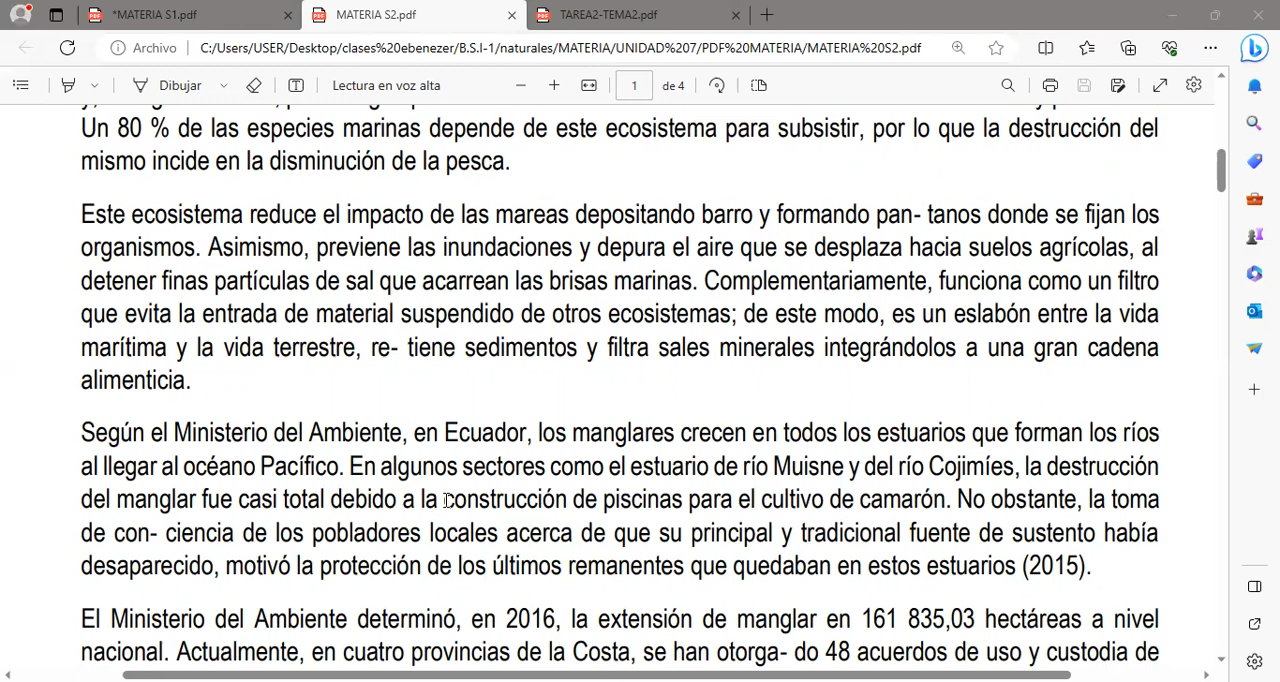 *MATERIA S1.pdf
MATERIA S2.pdf
TAREA2-TEMA2.pdf
Archivo
C:/Users/USER/Desktop/clases%20ebenezer/B.S.I-1/naturales/MATERIA/UNIDAD%207/PDF%20MATERIA/MATERIA%20S2.pdf
Dibujar
Lectura en voz alta
1
de 4
Un 80 % de las especies marinas depende de este ecosistema para subsistir, por lo que la destrucción del
mismo incide en la disminución de la pesca.
Este ecosistema reduce el impacto de las mareas depositando barro y formando pan- tanos donde se fijan los
organismos. Asimismo, previene las inundaciones y depura el aire que se desplaza hacia suelos agrícolas, al
detener finas partículas de sal que acarrean las brisas marinas. Complementariamente, funciona como un filtro
que evita la entrada de material suspendido de otros ecosistemas; de este modo, es un eslabón entre la vida
marítima y la vida terrestre, re- tiene sedimentos y filtra sales minerales integrándolos a una gran cadena
alimenticia.
Según el Ministerio del Ambiente, en Ecuador, los manglares crecen en todos los estuarios que forman los ríos
al llegar al océano Pacífico. En algunos sectores como el estuario de río Muisne y del río Cojimíes, la destrucción
del manglar fue casi total debido a la construcción de piscinas para el cultivo de camarón. No obstante, la toma
de con- ciencia de los pobladores locales acerca de que su principal y tradicional fuente de sustento había
desaparecido, motivó la protección de los últimos remanentes que quedaban en estos estuarios (2015).
El Ministerio del Ambiente determinó, en 2016, la extensión de manglar en 161 835,03 hectáreas a nivel
nacional. Actualmente, en cuatro provincias de la Costa, se han otorga- do 48 acuerdos de uso y custodia de